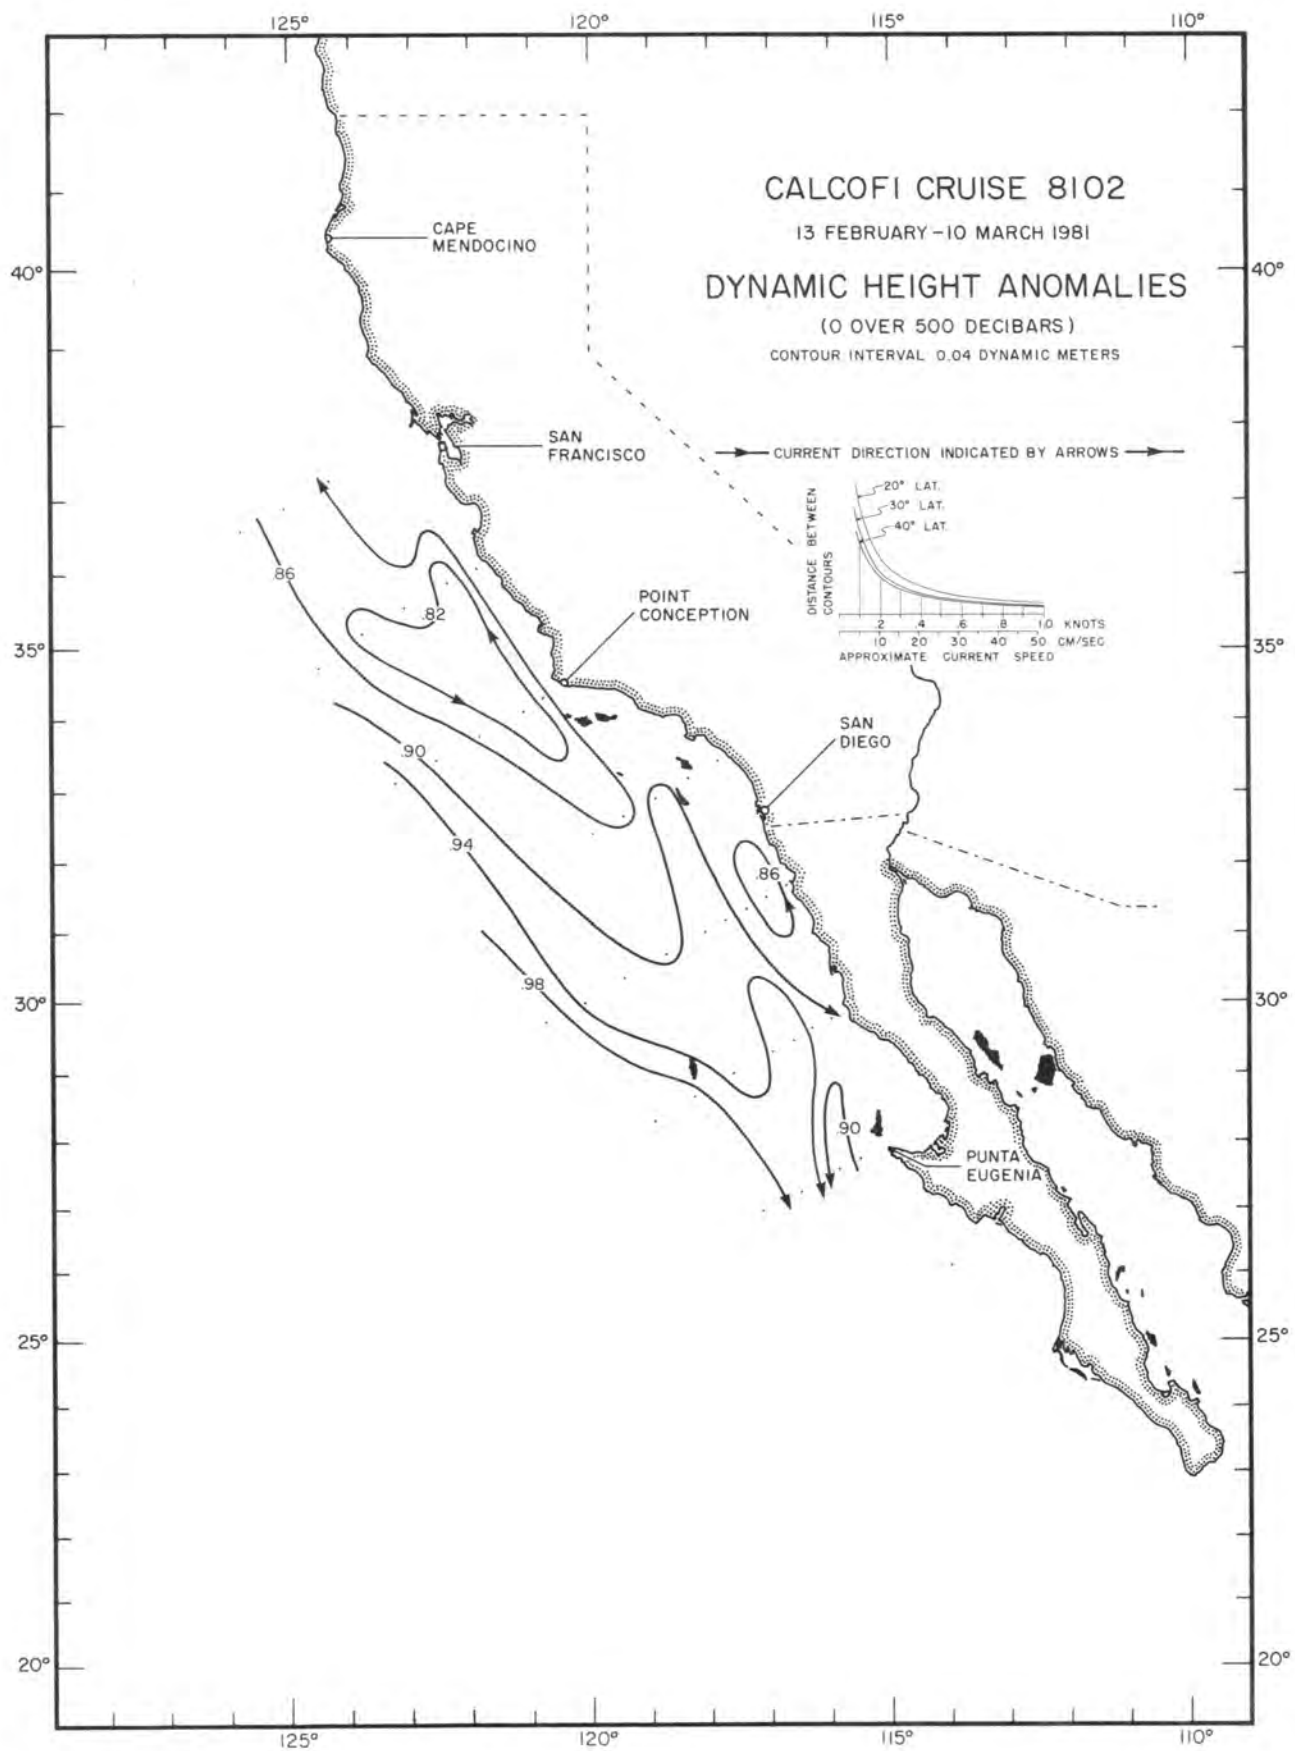 125° 120° 115° 110°
CALCOFI CRUISE 8102
13 FEBRUARY - 10 MARCH 1981
DYNAMIC HEIGHT ANOMALIES
(0 OVER 500 DECIBARS)
CONTOUR INTERVAL 0.04 DYNAMIC METERS
CAPE
MENDOCINO
40° 40°
SAN
FRANCISCO
CURRENT DIRECTION INDICATED BY ARROWS
DISTANCE BETWEEN
CONTOURS
20° LAT.
30° LAT.
40° LAT.
.2 .4 .6 .8 1.0 KNOTS
10 20 30 40 50 CM/SEC
APPROXIMATE CURRENT SPEED
.86
.82
POINT
CONCEPTION
35° 35°
SAN
DIEGO
.90
.94
.86
.98
30° 30°
.90
PUNTA
EUGENIA
25° 25°
20° 20°
125° 120° 115° 110°